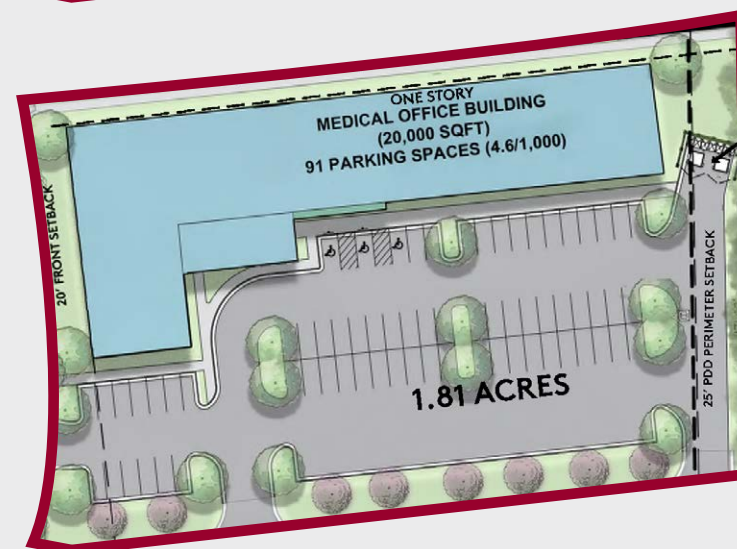 ONE STORY
MEDICAL OFFICE BUILDING
(20,000 SQFT)
91 PARKING SPACES (4.6/1,000)
20' FRONT SETBACK
25' PDD PERIMETER SETBACK
1.81 ACRES